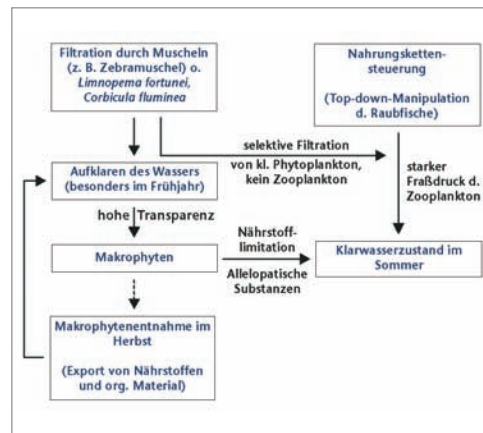 Filtration durch Muscheln
(z. B. Zebramuschel) o.
Limnopema fortunei,
Corbicula fluminea
Nahrungsketten-
steuerung
(Top-down-Manipulation
d. Raubfische)
selektive Filtration
von kl. Phytoplankton,
kein Zooplankton
starker
Fraßdruck d.
Zooplankton
Aufklaren des Wassers
(besonders im Frühjahr)
hohe Transparenz
Nährstoff-
limitation
Allelopatische
Substanzen
Makrophyten
Klarwasserzustand im
Sommer
Makrophytenentnahme im
Herbst
(Export von Nährstoffen
und org. Material)